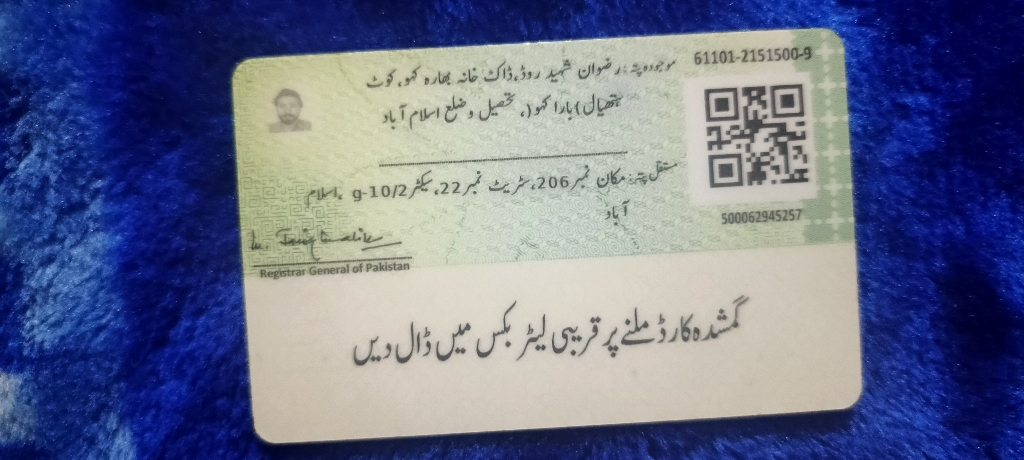 61101-2151500-9
موجودہ پتہ: رضوان شہید روڈ، ڈاک خانہ بھارہ کہو، کوٹ
ہتھیال)بارا کہو(، تحصیل و ضلع اسلام آباد
مستقل پتہ: مکان نمبر 206، سٹریٹ نمبر 22، سیکٹر g-10/2 ،اسلام
آباد
500062945257
Registrar General of Pakistan
گمشدہ کارڈ ملنے پر قریبی لیٹر بکس میں ڈال دیں